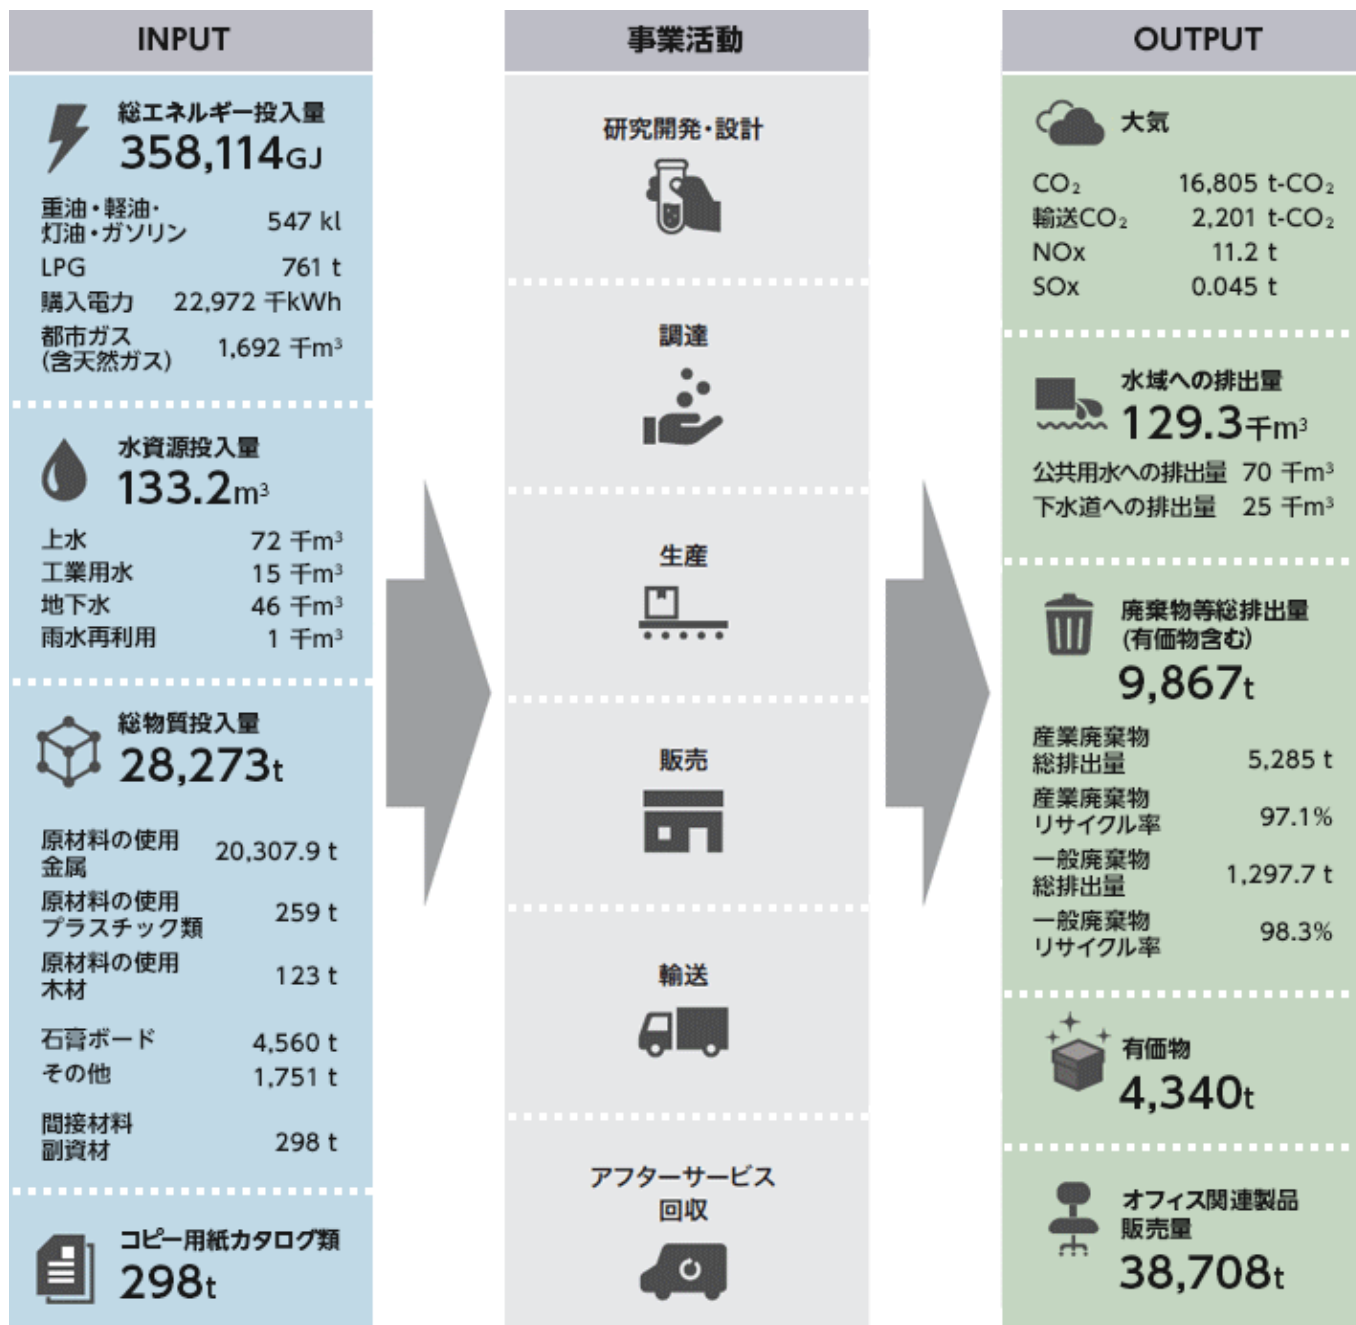 INPUT
総エネルギー投入量
358,114GJ
重油・軽油・
灯油・ガソリン 547 kl
LPG 761 t
購入電力 22,972 千kWh
都市ガス
(含天然ガス) 1,692 千m³
水資源投入量
133.2m³
上水 72 千m³
工業用水 15 千m³
地下水 46 千m³
雨水再利用 1 千m³
総物質投入量
28,273t
原材料の使用
金属 20,307.9 t
原材料の使用
プラスチック類 259 t
原材料の使用
木材 123 t
石膏ボード 4,560 t
その他 1,751 t
間接材料
副資材 298 t
コピー用紙カタログ類
298t
事業活動
研究開発・設計
調達
生産
販売
輸送
アフターサービス
回収
OUTPUT
大気
CO₂ 16,805 t-CO₂
輸送CO₂ 2,201 t-CO₂
NOx 11.2 t
SOx 0.045 t
水域への排出量
129.3千m³
公共用水への排出量 70 千m³
下水道への排出量 25 千m³
廃棄物等総排出量
(有価物含む)
9,867t
産業廃棄物
総排出量 5,285 t
産業廃棄物
リサイクル率 97.1%
一般廃棄物
総排出量 1,297.7 t
一般廃棄物
リサイクル率 98.3%
有価物
4,340t
オフィス関連製品
販売量
38,708t